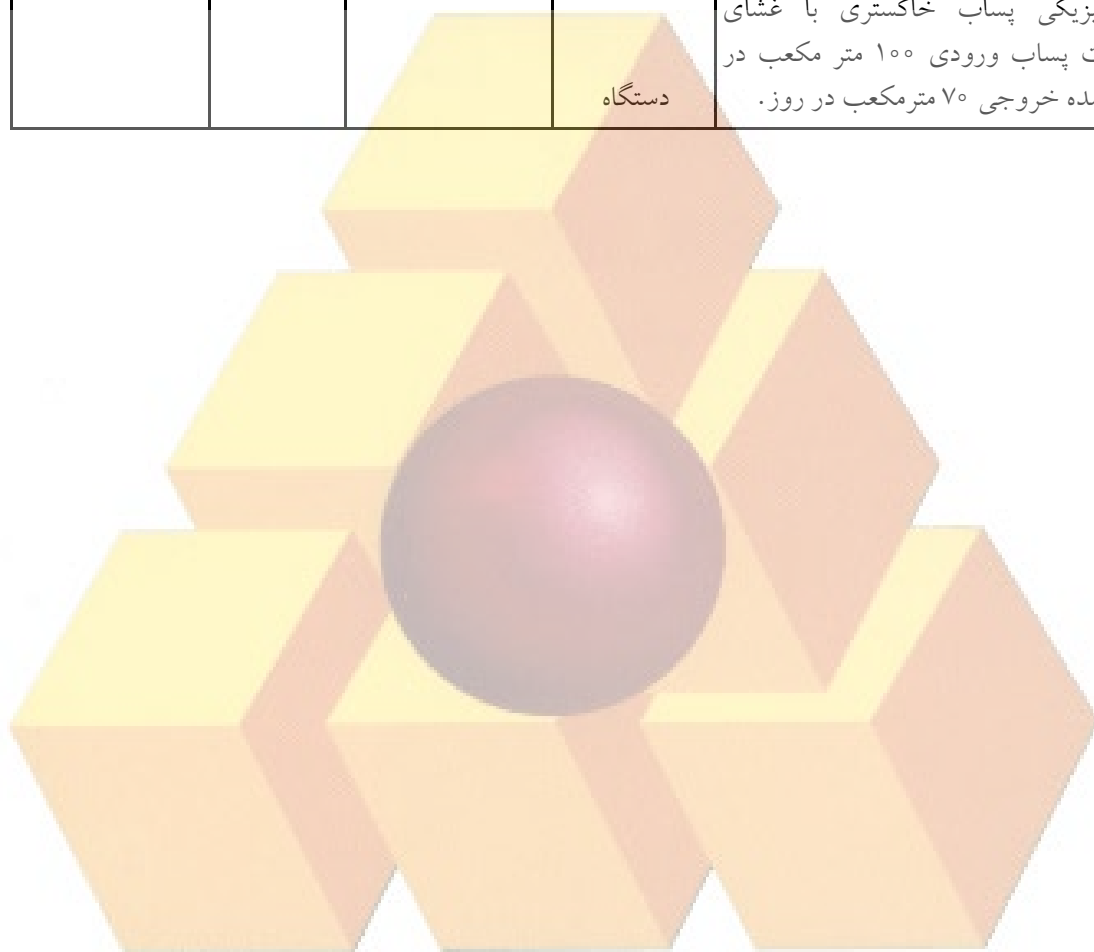 پساب خاکستری با غشای
پساب ورودی ۱۰۰ متر مکعب در
خروجی ۷۰ مترمکعب در روز.
دستگاه